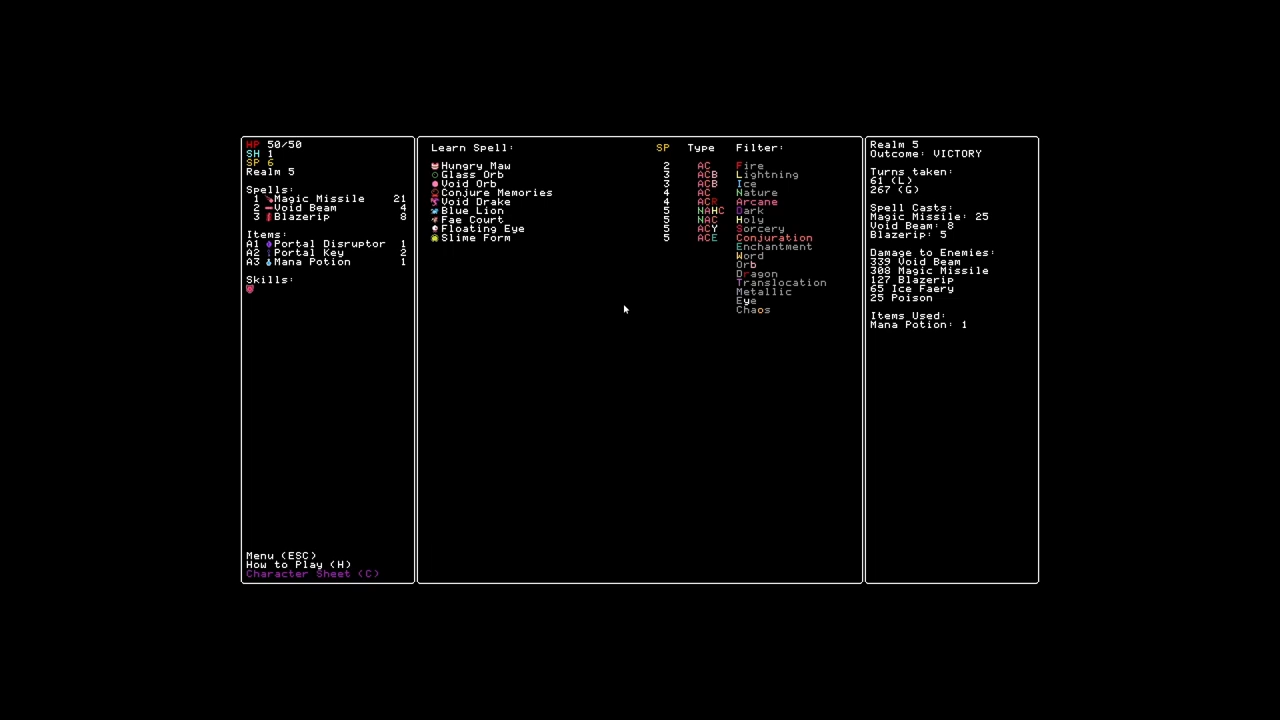 HP 50/50
SH 1
SP 6
Realm 5
Spells:
1 Magic Missile 21
2 Void Beam 4
3 Blazerip 8
Items:
A1 Portal Disruptor 1
A2 Portal Key 2
A3 Mana Potion 1
Skills:
Menu (ESC)
How to Play (H)
Character Sheet (C)
Learn Spell: SP Type Filter:
Hungry Maw 2 AC
Glass Orb 3 ACB
Void Orb 3 ACB
Conjure Memories 4 AC
Void Drake 4 ACR
Blue Lion 5 NAHC
Fae Court 5 NAC
Floating Eye 5 ACY
Slime Form 5 ACE
Fire
Lightning
Ice
Nature
Arcane
Dark
Holy
Sorcery
Conjuration
Enchantment
Word
Orb
Dragon
Translocation
Metallic
Eye
Chaos
Realm 5
Outcome: VICTORY
Turns taken:
61 (L)
267 (G)
Spell Casts:
Magic Missile: 25
Void Beam: 8
Blazerip: 5
Damage to Enemies:
339 Void Beam
308 Magic Missile
127 Blazerip
65 Ice Faery
25 Poison
Items Used:
Mana Potion: 1